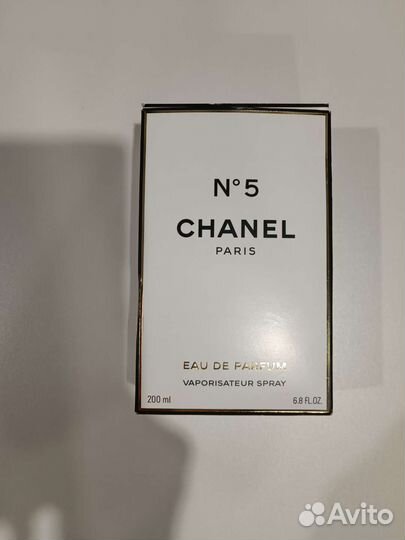 N°5
CHANEL
PARIS
EAU DE PARFUM
VAPORISATEUR SPRAY
200 ml 6.8 FL.OZ.
Avito